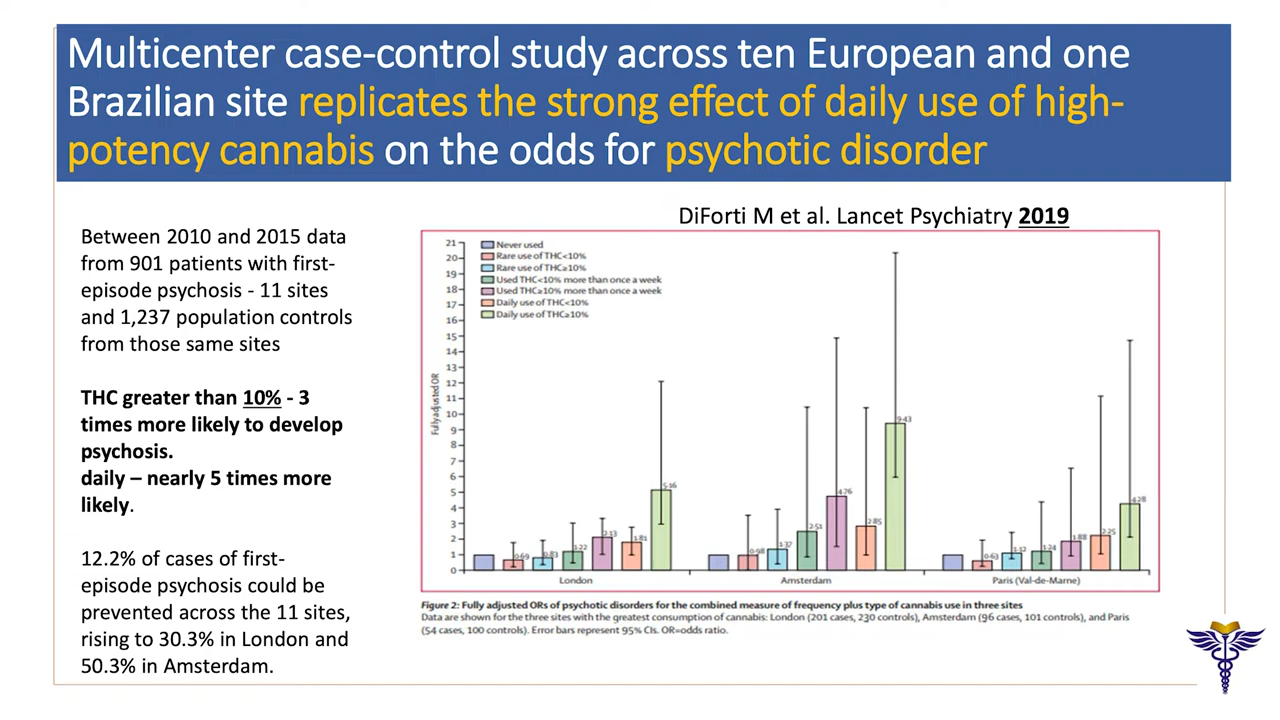 Multicenter case-control study across ten European and one
Brazilian site replicates the strong effect of daily use of high-
potency cannabis on the odds for psychotic disorder
DiForti M et al. Lancet Psychiatry 2019
Between 2010 and 2015 data
from 901 patients with first-
episode psychosis - 11 sites
and 1,237 population controls
from those same sites
THC greater than 10% - 3
times more likely to develop
psychosis.
daily – nearly 5 times more
likely.
12.2% of cases of first-
episode psychosis could be
prevented across the 11 sites,
rising to 30.3% in London and
50.3% in Amsterdam.
Fully adjusted OR
21
20
19
18
17
16
15
14
13
12
11
10
9
8
7
6
5
4
3
2
1
0
Never used
Rare use of THC<10%
Rare use of THC≥10%
Used THC<10% more than once a week
Used THC≥10% more than once a week
Daily use of THC<10%
Daily use of THC≥10%
0·69 0·83 1·22 2·13 1·81 5·16
0·98 1·37 2·51 4·76 2·85 9·43
0·63 1·12 1·24 1·88 2·25 4·28
London Amsterdam Paris (Val-de-Marne)
Figure 2: Fully adjusted ORs of psychotic disorders for the combined measure of frequency plus type of cannabis use in three sites
Data are shown for the three sites with the greatest consumption of cannabis: London (201 cases, 230 controls), Amsterdam (96 cases, 101 controls), and Paris
(54 cases, 100 controls). Error bars represent 95% CIs. OR=odds ratio.